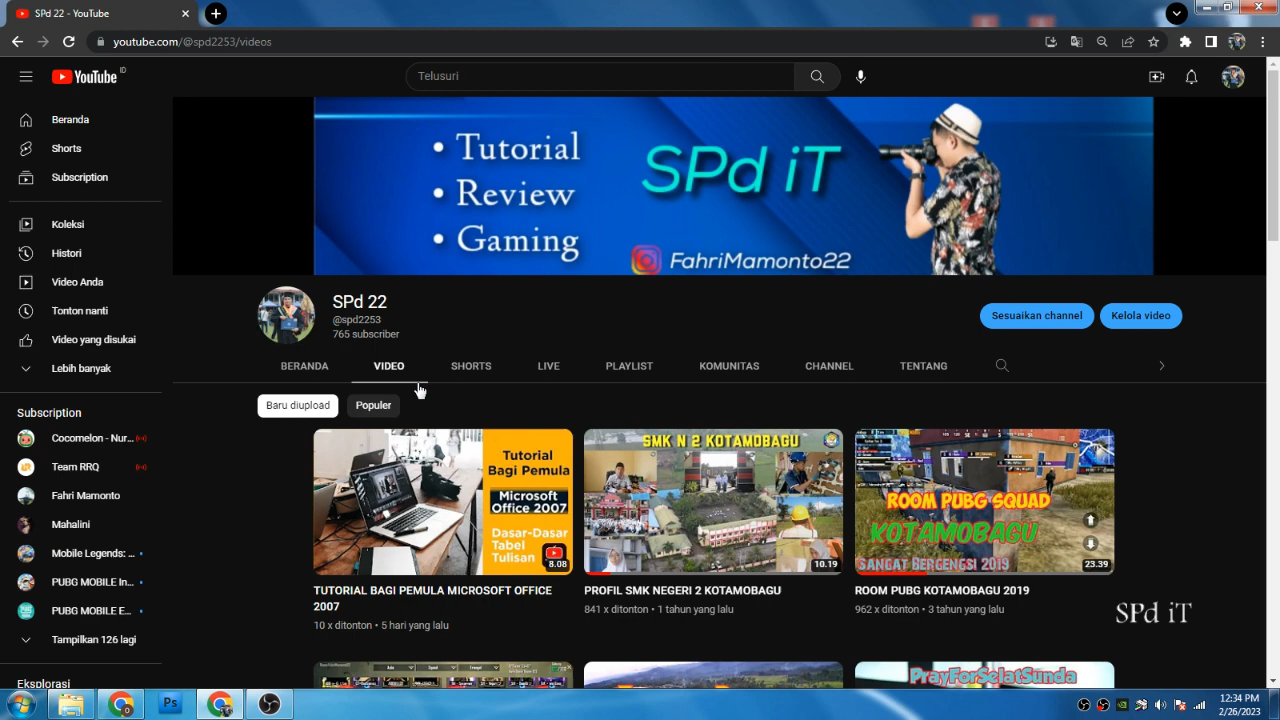 SPd 22 - YouTube
youtube.com/@spd2253/videos
YouTube ID
Telusuri
Beranda
Shorts
Subscription
Koleksi
Histori
Video Anda
Tonton nanti
Video yang disukai
Lebih banyak
Subscription
Cocomelon - Nur...
Team RRQ
Fahri Mamonto
Mahalini
Mobile Legends: ...
PUBG MOBILE In...
PUBG MOBILE E...
Tampilkan 126 lagi
Eksplorasi
• Tutorial
• Review
• Gaming
SPd iT
FahriMamonto22
SPd 22
@spd2253
765 subscriber
Sesuaikan channel
Kelola video
BERANDA
VIDEO
SHORTS
LIVE
PLAYLIST
KOMUNITAS
CHANNEL
TENTANG
Baru diupload
Populer
Tutorial
Bagi Pemula
Microsoft
Office 2007
Dasar-Dasar
Tabel
Tulisan
8.08
TUTORIAL BAGI PEMULA MICROSOFT OFFICE
2007
10 x ditonton • 5 hari yang lalu
SMK N 2 KOTAMOBAGU
10.19
PROFIL SMK NEGERI 2 KOTAMOBAGU
841 x ditonton • 1 tahun yang lalu
ROOM PUBG SQUAD
KOTAMOBAGU
SANGAT BERGENGSI 2019
23.39
ROOM PUBG KOTAMOBAGU 2019
962 x ditonton • 3 tahun yang lalu
SPd iT
PrayForSelatSunda
Ps
12:34 PM
2/26/2023